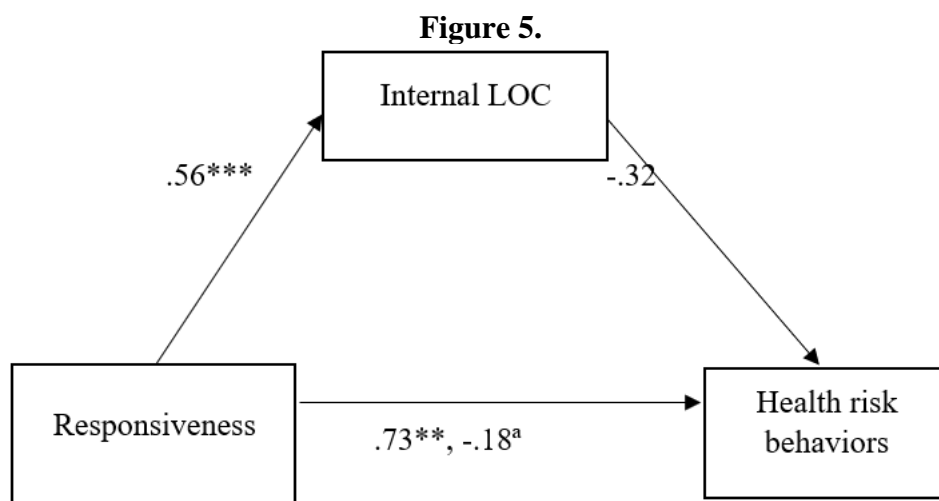 Figure 5.
Internal LOC
.56***
-.32
Responsiveness
.73**, -.18ª
Health risk
behaviors